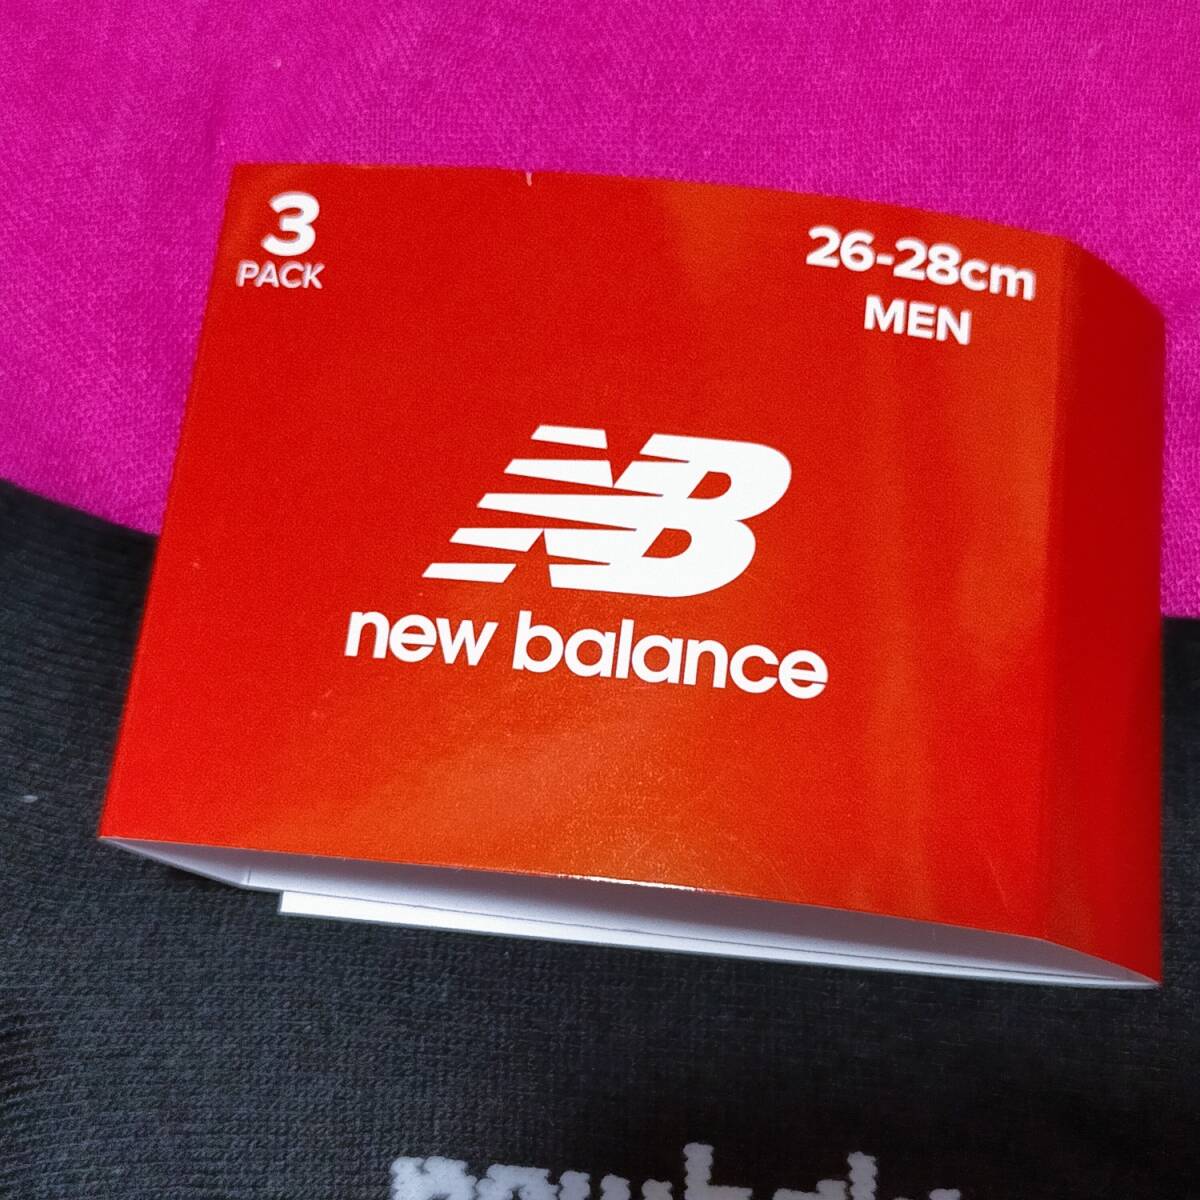 3
PACK
26-28cm
MEN
NB
new balance